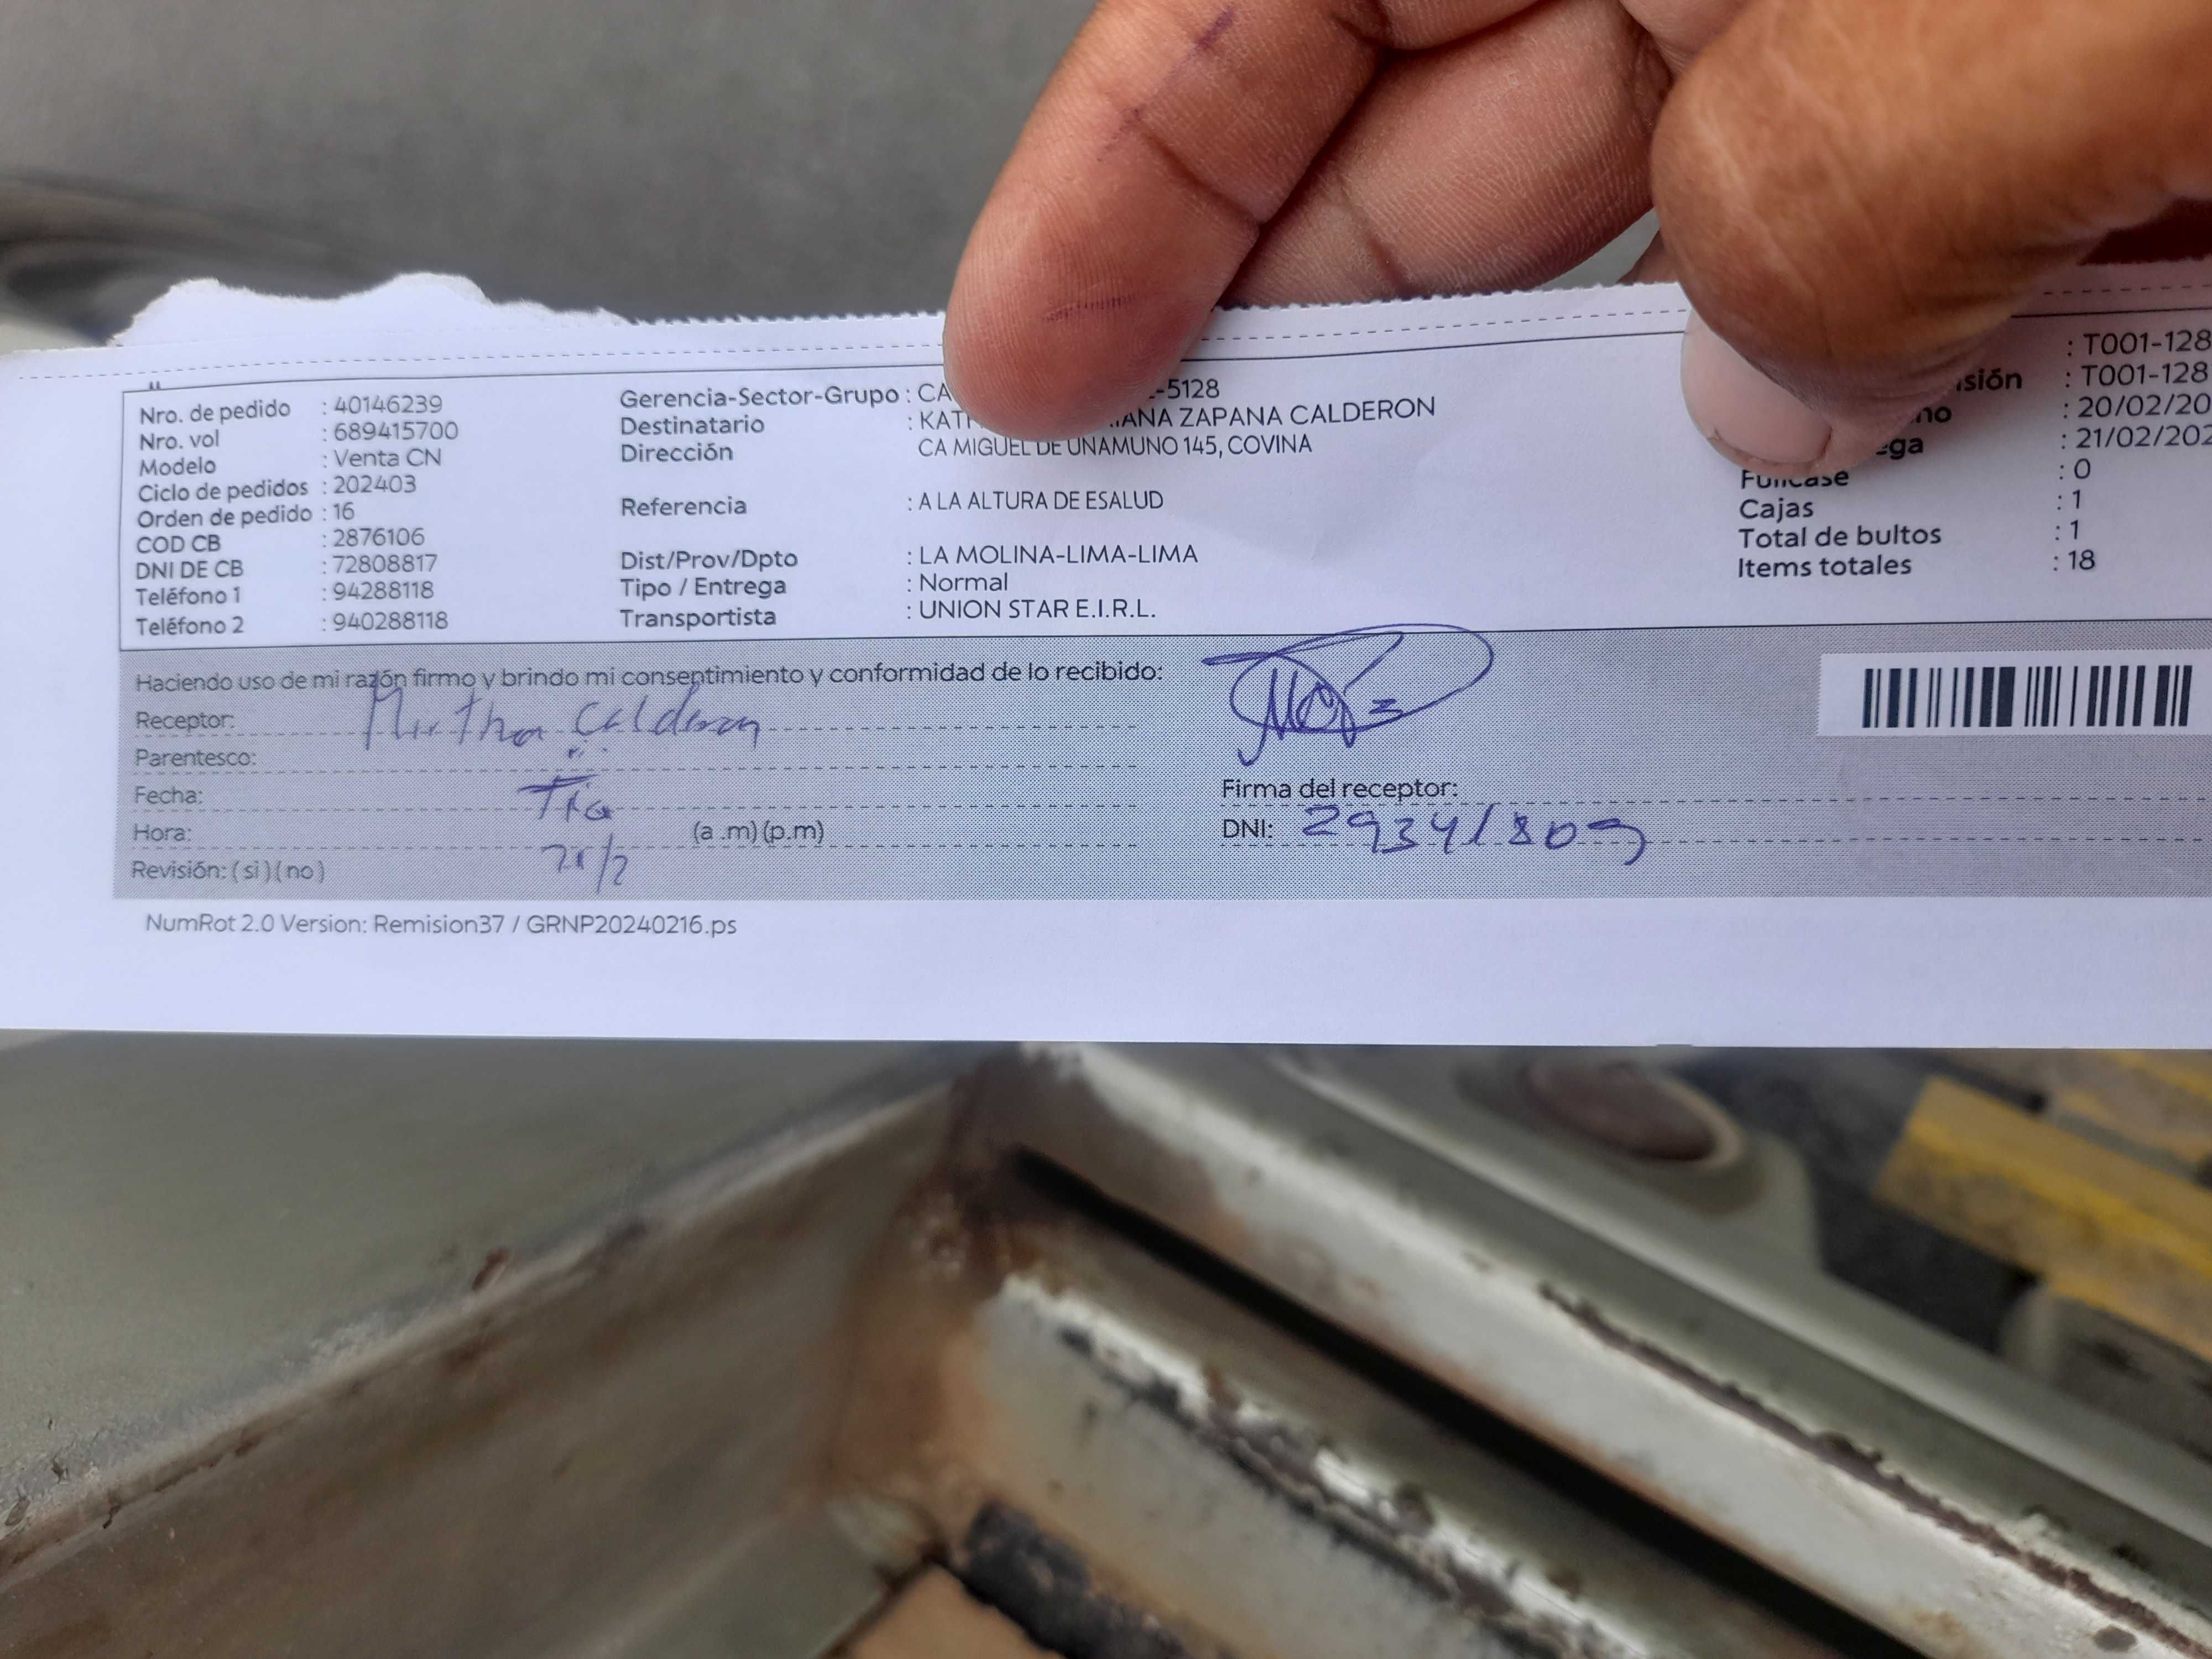 Nro. de pedido : 40146239
Nro. vol : 689415700
Modelo : Venta CN
Ciclo de pedidos : 202403
Orden de pedido : 16
COD CB : 2876106
DNI DE CB : 72808817
Teléfono 1 : 94288118
Teléfono 2 : 940288118
Gerencia-Sector-Grupo : CA -5128
Destinatario : ZAPANA CALDERON
Dirección CA MIGUEL DE UNAMUNO 145, COVINA
Referencia : A LA ALTURA DE ESALUD
Dist/Prov/Dpto : LA MOLINA-LIMA-LIMA
Tipo / Entrega : Normal
Transportista : UNION STAR E.I.R.L.
: T001-128
: T001-128
: 20/02/20
: 21/02/202
Fullcase : 0
Cajas : 1
Total de bultos : 1
Items totales : 18
Haciendo uso de mi razón firmo y brindo mi consentimiento y conformidad de lo recibido:
Receptor: Mirtha Calderon
Parentesco:
Fecha: Tia
Hora: (a .m) (p.m)
Revisión: ( si ) ( no ) 21/2
Firma del receptor:
DNI: 29341809
NumRot 2.0 Version: Remision37 / GRNP20240216.ps